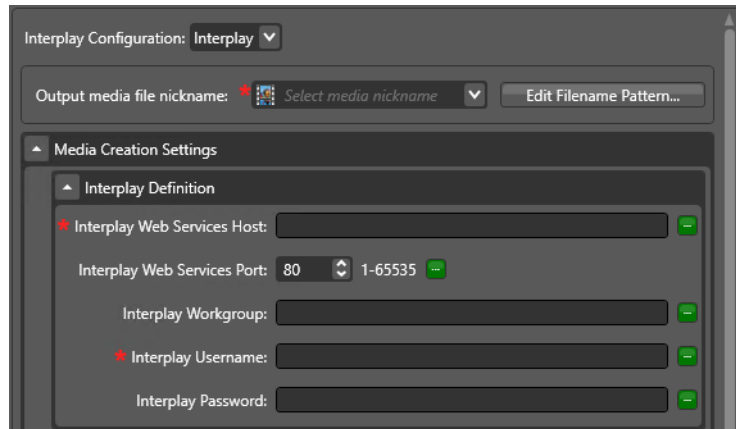 Interplay Configuration: Interplay
Output media file nickname: * Select media nickname Edit Filename Pattern...
Media Creation Settings
Interplay Definition
* Interplay Web Services Host:
Interplay Web Services Port: 80 1-65535
Interplay Workgroup:
* Interplay Username:
Interplay Password: